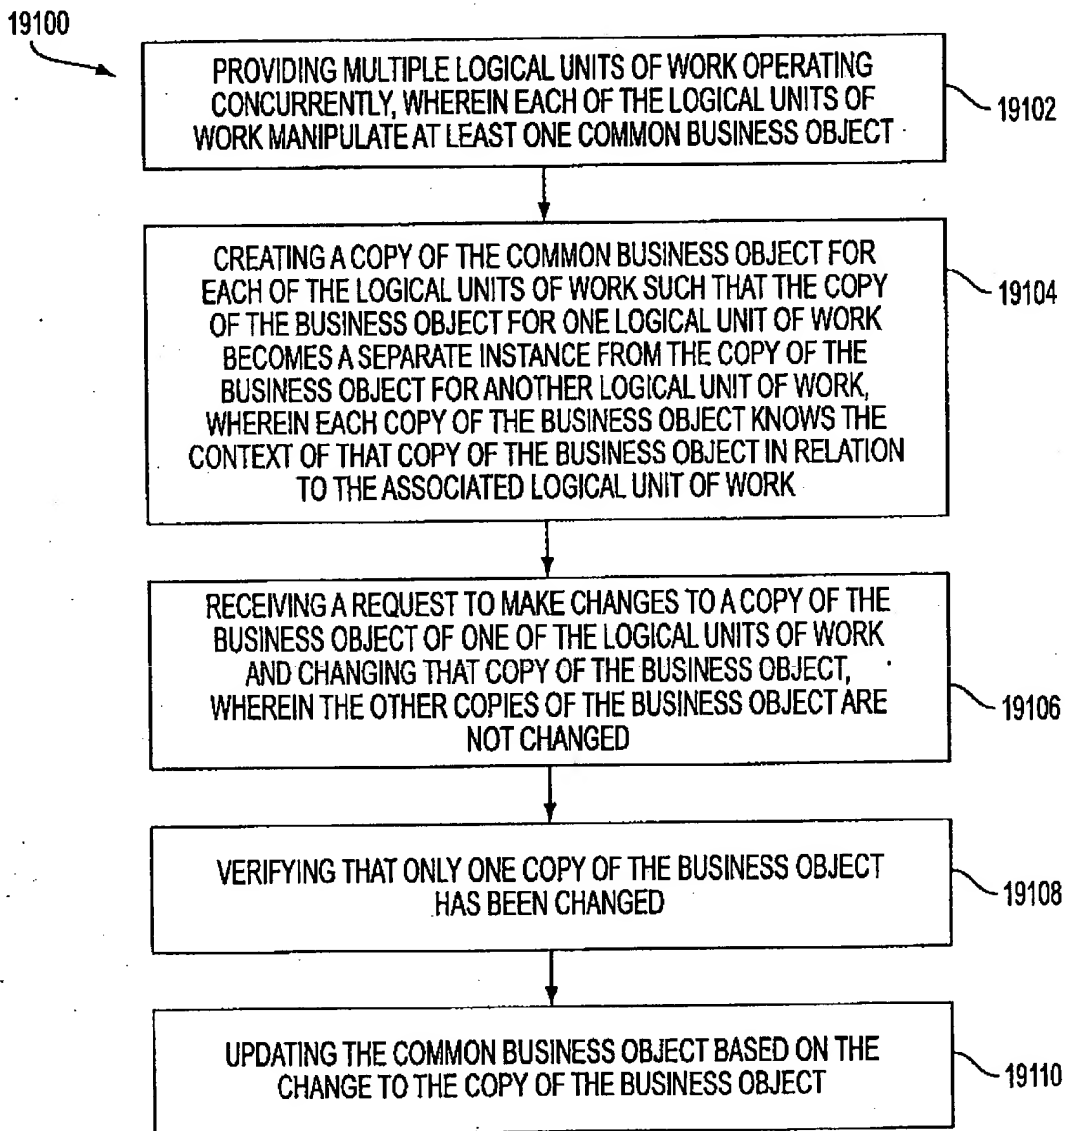 19100
PROVIDING MULTIPLE LOGICAL UNITS OF WORK OPERATING
CONCURRENTLY, WHEREIN EACH OF THE LOGICAL UNITS OF
WORK MANIPULATE AT LEAST ONE COMMON BUSINESS OBJECT
19102
CREATING A COPY OF THE COMMON BUSINESS OBJECT FOR
EACH OF THE LOGICAL UNITS OF WORK SUCH THAT THE COPY
OF THE BUSINESS OBJECT FOR ONE LOGICAL UNIT OF WORK
BECOMES A SEPARATE INSTANCE FROM THE COPY OF THE
BUSINESS OBJECT FOR ANOTHER LOGICAL UNIT OF WORK,
WHEREIN EACH COPY OF THE BUSINESS OBJECT KNOWS THE
CONTEXT OF THAT COPY OF THE BUSINESS OBJECT IN RELATION
TO THE ASSOCIATED LOGICAL UNIT OF WORK
19104
RECEIVING A REQUEST TO MAKE CHANGES TO A COPY OF THE
BUSINESS OBJECT OF ONE OF THE LOGICAL UNITS OF WORK
AND CHANGING THAT COPY OF THE BUSINESS OBJECT,
WHEREIN THE OTHER COPIES OF THE BUSINESS OBJECT ARE
NOT CHANGED
19106
VERIFYING THAT ONLY ONE COPY OF THE BUSINESS OBJECT
HAS BEEN CHANGED
19108
UPDATING THE COMMON BUSINESS OBJECT BASED ON THE
CHANGE TO THE COPY OF THE BUSINESS OBJECT
19110